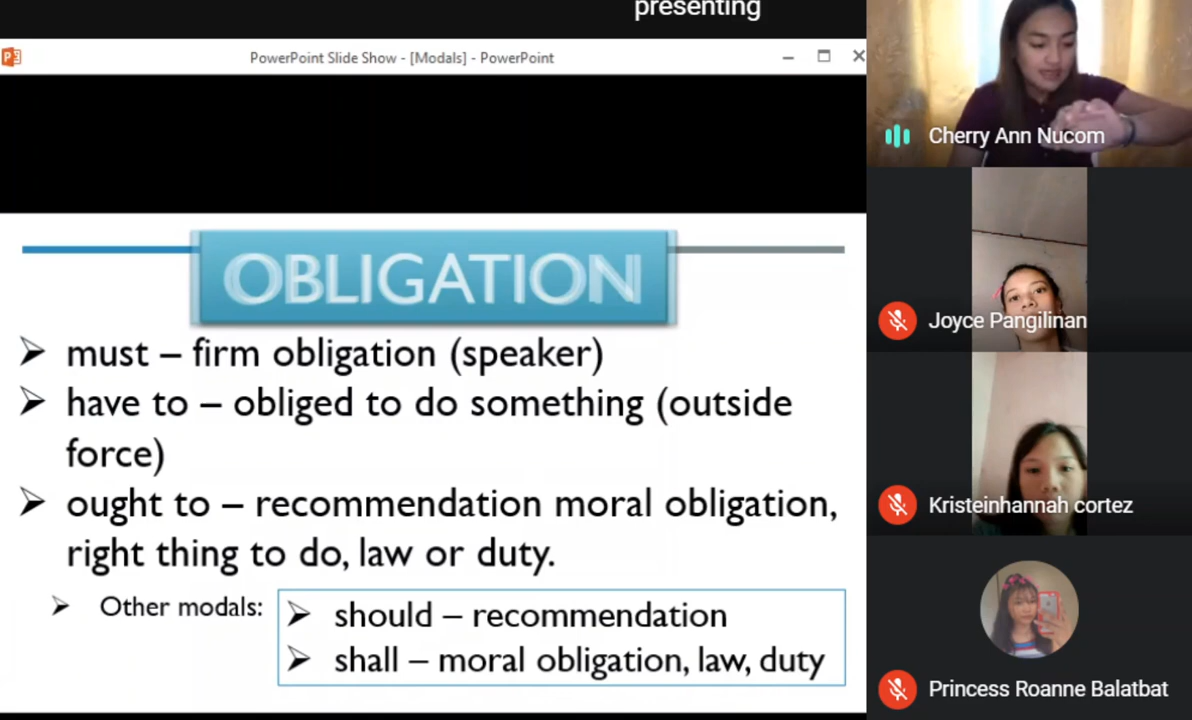 presenting
PowerPoint Slide Show - [Modals] - PowerPoint
OBLIGATION
must – firm obligation (speaker)
have to – obliged to do something (outside
force)
ought to – recommendation moral obligation,
right thing to do, law or duty.
Other modals:
should – recommendation
shall – moral obligation, law, duty
Cherry Ann Nucom
Joyce Pangilinan
Kristeinhannah cortez
Princess Roanne Balatbat